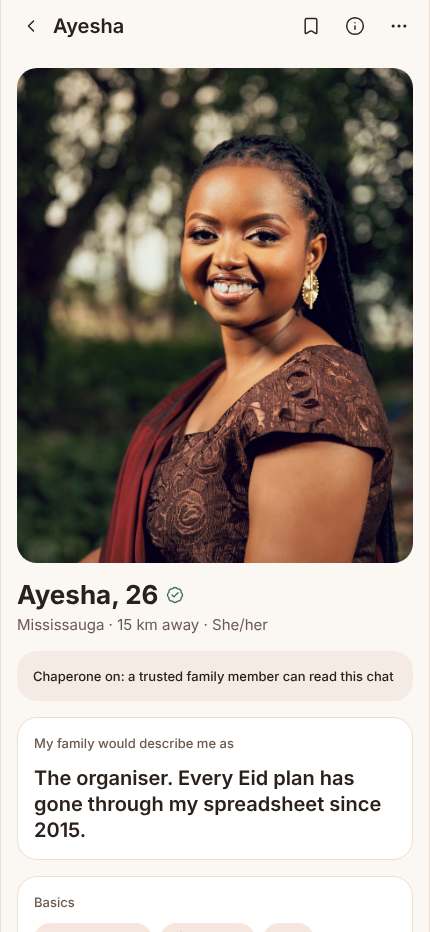 Ayesha
Ayesha, 26
Mississauga · 15 km away · She/her
Chaperone on: a trusted family member can read this chat
My family would describe me as
The organiser. Every Eid plan has
gone through my spreadsheet since
2015.
Basics